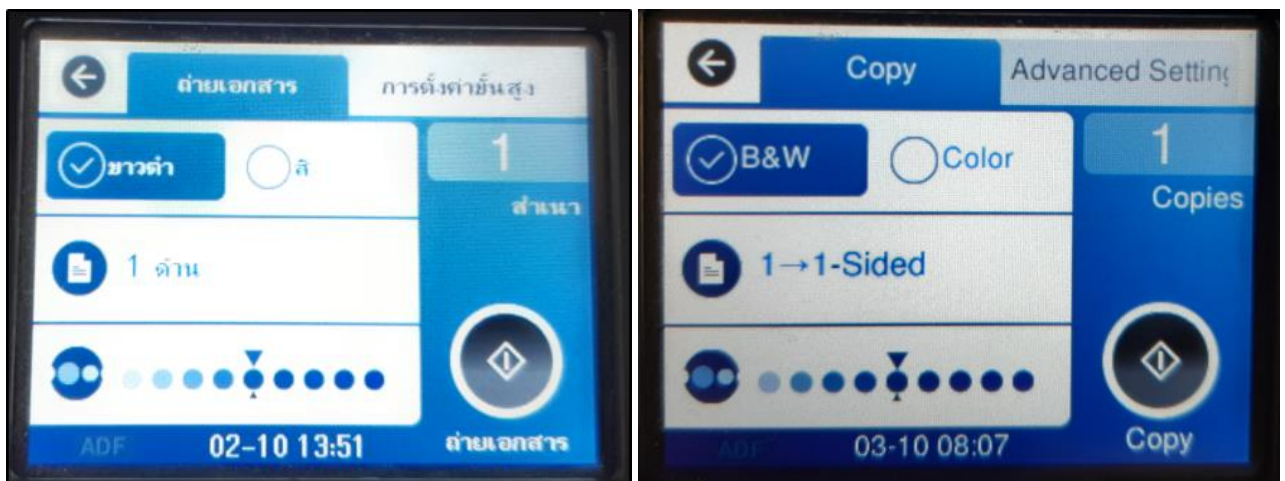 ถ่ายเอกสาร
การตั้งค่าขั้นสูง
ขาวดำ
สี
1
สำเนา
1 ด้าน
ADF
02-10 13:51
ถ่ายเอกสาร
Copy
Advanced Setting
B&W
Color
1
Copies
1→1-Sided
ADF
03-10 08:07
Copy